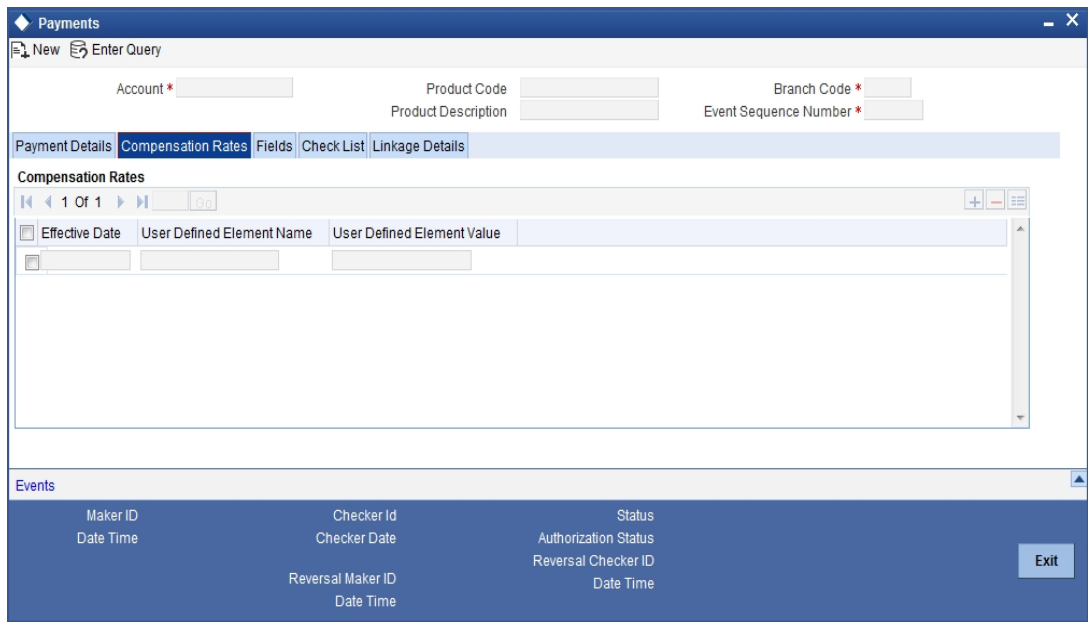 Payments
New Enter Query
Account * Product Code Branch Code *
Product Description Event Sequence Number *
Payment Details Compensation Rates Fields Check List Linkage Details
Compensation Rates
1 Of 1 Go
Effective Date User Defined Element Name User Defined Element Value
Events
Maker ID Checker Id Status
Date Time Checker Date Authorization Status
Reversal Checker ID
Exit
Reversal Maker ID Date Time
Date Time